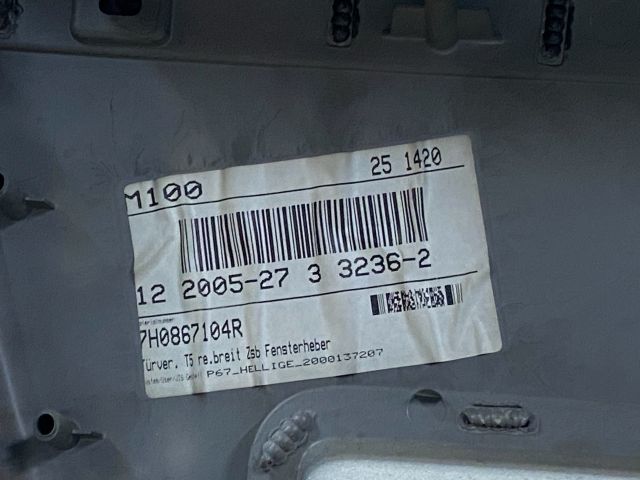 M100 25 1420
12 2005-27 3 3236-2
7H0867104R
Türver. T5 re.breit Zsb Fensterheber
P67_HELLIGE_2000137207